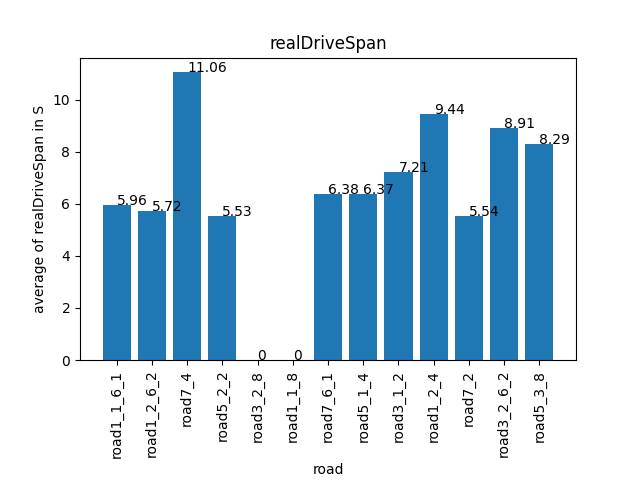 realDriveSpan
average of realDriveSpan in S
10
8
6
4
2
0
5.96
5.72
11.06
5.53
0
0
6.38
6.37
7.21
9.44
5.54
8.91
8.29
road1_1_6_1
road1_2_6_2
road7_4
road5_2_2
road3_2_8
road1_1_8
road7_6_1
road5_1_4
road3_1_2
road1_2_4
road7_2
road3_2_6_2
road5_3_8
road